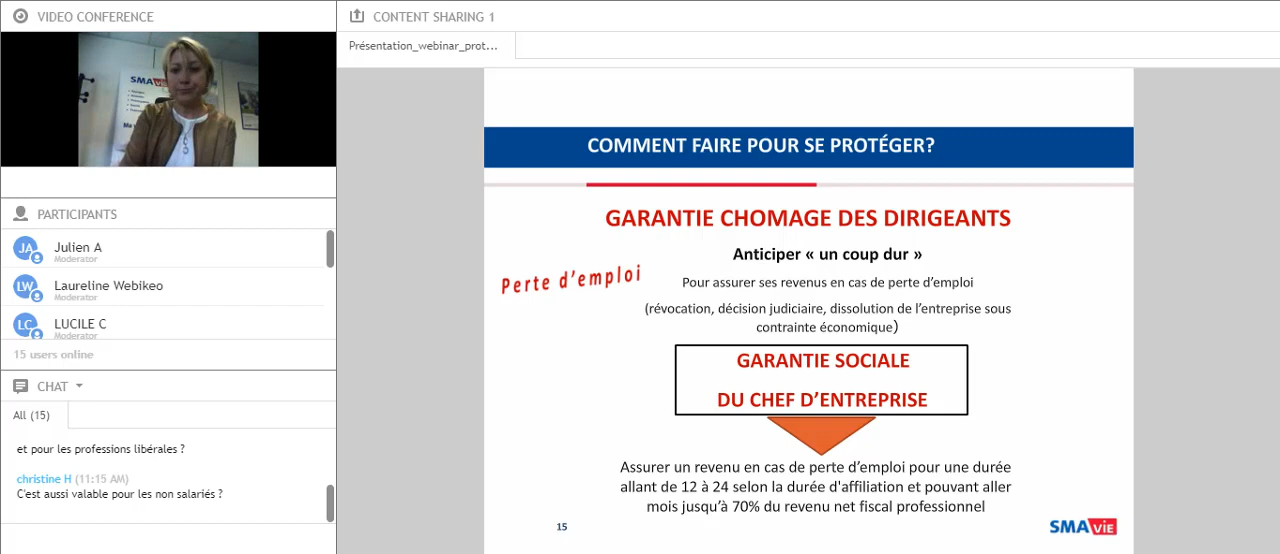 VIDEO CONFERENCE
SMAVIE
PARTICIPANTS
JA
Julien A
Moderator
LW
Laureline Webikeo
Moderator
LC
LUCILE C
Moderator
15 users online
CHAT
All (15)
et pour les professions libérales ?
christine H (11:15 AM)
C'est aussi valable pour les non salariés ?
CONTENT SHARING 1
Présentation_webinar_prot...
COMMENT FAIRE POUR SE PROTÉGER?
GARANTIE CHOMAGE DES DIRIGEANTS
Anticiper « un coup dur »
Perte d'emploi
Pour assurer ses revenus en cas de perte d'emploi
(révocation, décision judiciaire, dissolution de l'entreprise sous
contrainte économique)
GARANTIE SOCIALE
DU CHEF D'ENTREPRISE
Assurer un revenu en cas de perte d'emploi pour une durée
allant de 12 à 24 selon la durée d'affiliation et pouvant aller
mois jusqu'à 70% du revenu net fiscal professionnel
15
SMA VIE